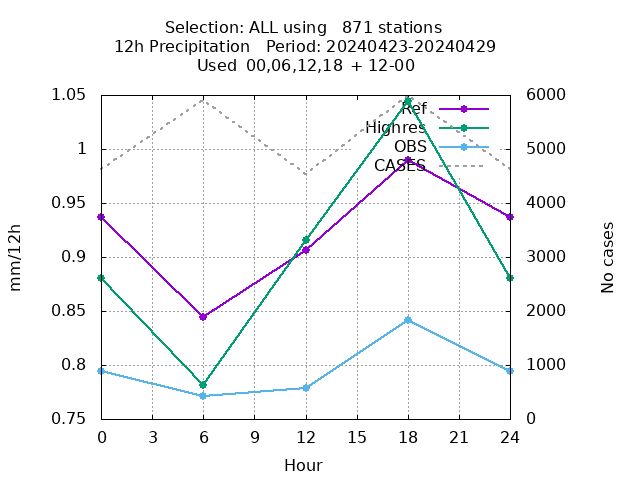 Selection: ALL using   871 stations
12h Precipitation   Period: 20240423-20240429
Used  00,06,12,18  + 12-00
1.05
1
0.95
0.9
0.85
0.8
0.75
6000
5000
4000
3000
2000
1000
0
Ref
Highres
OBS
CASES
mm/12h
No cases
0 3 6 9 12 15 18 21 24
Hour